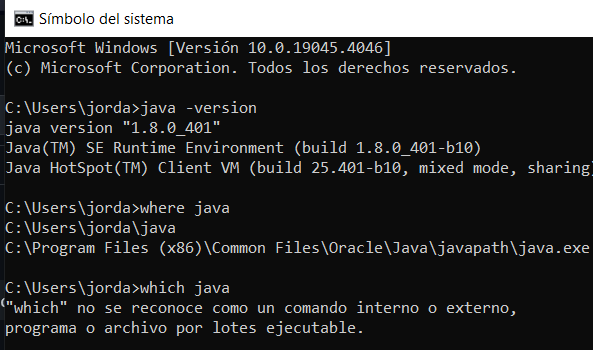 Símbolo del sistema
Microsoft Windows [Versión 10.0.19045.4046]
(c) Microsoft Corporation. Todos los derechos reservados.
C:\Users\jorda>java -version
java version "1.8.0_401"
Java(TM) SE Runtime Environment (build 1.8.0_401-b10)
Java HotSpot(TM) Client VM (build 25.401-b10, mixed mode, sharing)
C:\Users\jorda>where java
C:\Users\jorda\java
C:\Program Files (x86)\Common Files\Oracle\Java\javapath\java.exe
C:\Users\jorda>which java
"which" no se reconoce como un comando interno o externo,
programa o archivo por lotes ejecutable.